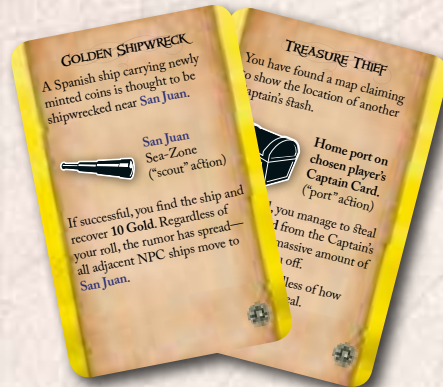 GOLDEN SHIPWRECK
A Spanish ship carrying newly
minted coins is thought to be
shipwrecked near San Juan.
San Juan
Sea-Zone
("scout" action)
If successful, you find the ship and
recover 10 Gold. Regardless of
your roll, the rumor has spread—
all adjacent NPC ships move to
San Juan.
TREASURE THIEF
You have found a map claiming
to show the location of another
Captain's stash.
Home port on
chosen player's
Captain Card.
("port" action)
you manage to steal
from the Captain's
massive amount of
off.
of how